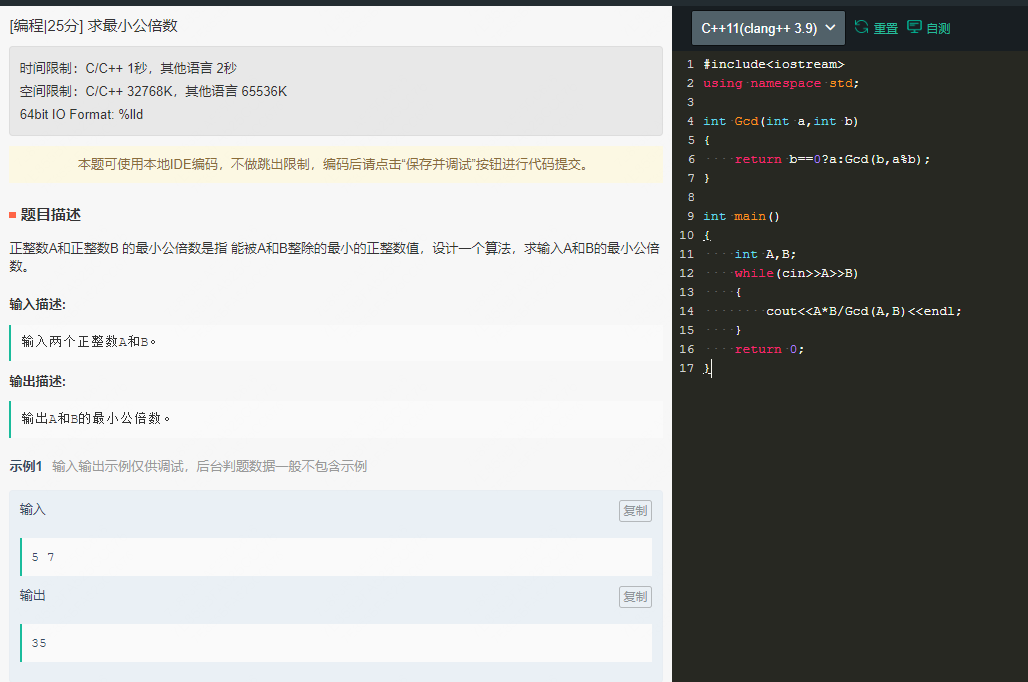 [编程|25分] 求最小公倍数
时间限制：C/C++ 1秒，其他语言 2秒
空间限制：C/C++ 32768K，其他语言 65536K
64bit IO Format: %lld
本题可使用本地IDE编码，不做跳出限制，编码后请点击“保存并调试”按钮进行代码提交。
题目描述
正整数A和正整数B 的最小公倍数是指 能被A和B整除的最小的正整数值，设计一个算法，求输入A和B的最小公倍
数。
输入描述:
输入两个正整数A和B。
输出描述:
输出A和B的最小公倍数。
示例1 输入输出示例仅供调试，后台判题数据一般不包含示例
输入 复制
5 7
输出 复制
35
C++11(clang++ 3.9) 重置 自测
1 #include<iostream>
2 using namespace std;
3
4 int Gcd(int a,int b)
5 {
6     return b==0?a:Gcd(b,a%b);
7 }
8
9 int main()
10 {
11     int A,B;
12     while(cin>>A>>B)
13     {
14         cout<<A*B/Gcd(A,B)<<endl;
15     }
16     return 0;
17 }